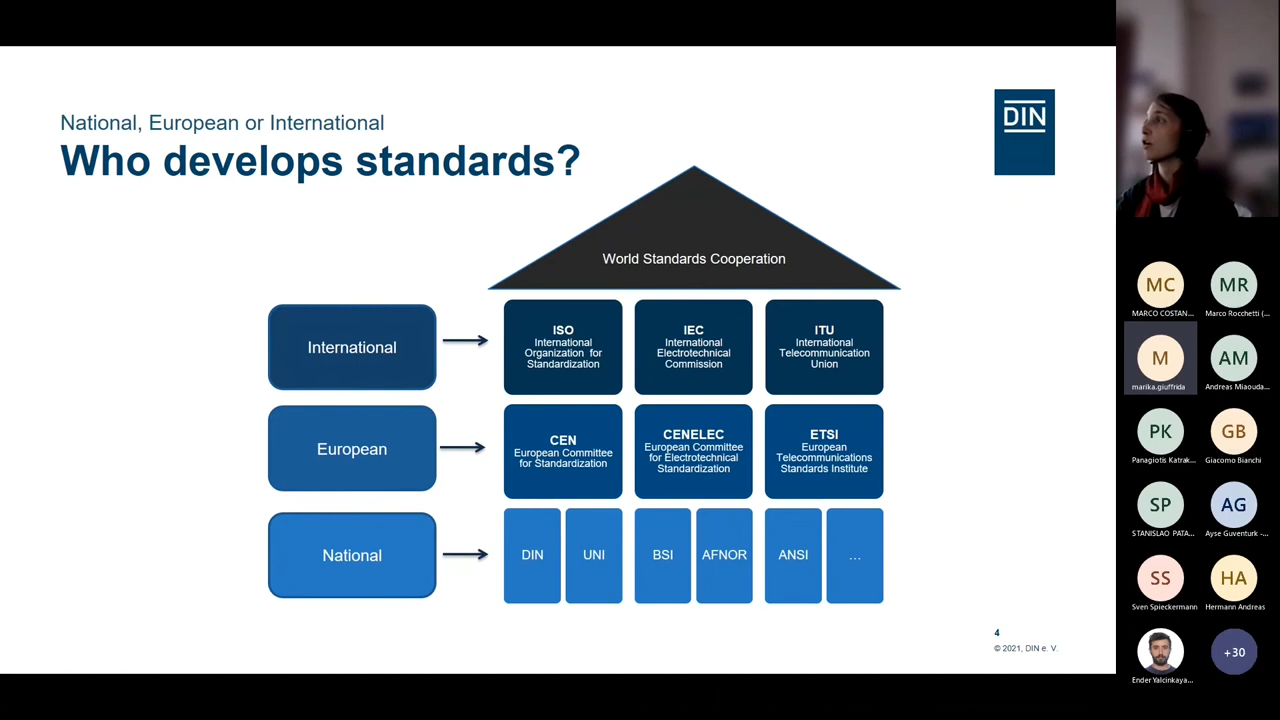 National, European or International
Who develops standards?
DIN
World Standards Cooperation
International
ISO
International
Organization for
Standardization
IEC
International
Electrotechnical
Commission
ITU
International
Telecommunication
Union
European
CEN
European Committee
for Standardization
CENELEC
European Committee
for Electrotechnical
Standardization
ETSI
European
Telecommunications
Standards Institute
National
DIN
UNI
BSI
AFNOR
ANSI
...
4
© 2021, DIN e. V.
MC
MARCO COSTAN...
MR
Marco Rocchetti (...
M
marika.giuffrida
AM
Andreas Miaouda...
PK
Panagiotis Katrak...
GB
Giacomo Bianchi
SP
STANISLAO PATA...
AG
Ayse Guventurk -...
SS
Sven Spieckermann
HA
Hermann Andreas
Ender Yalcinkaya...
+30